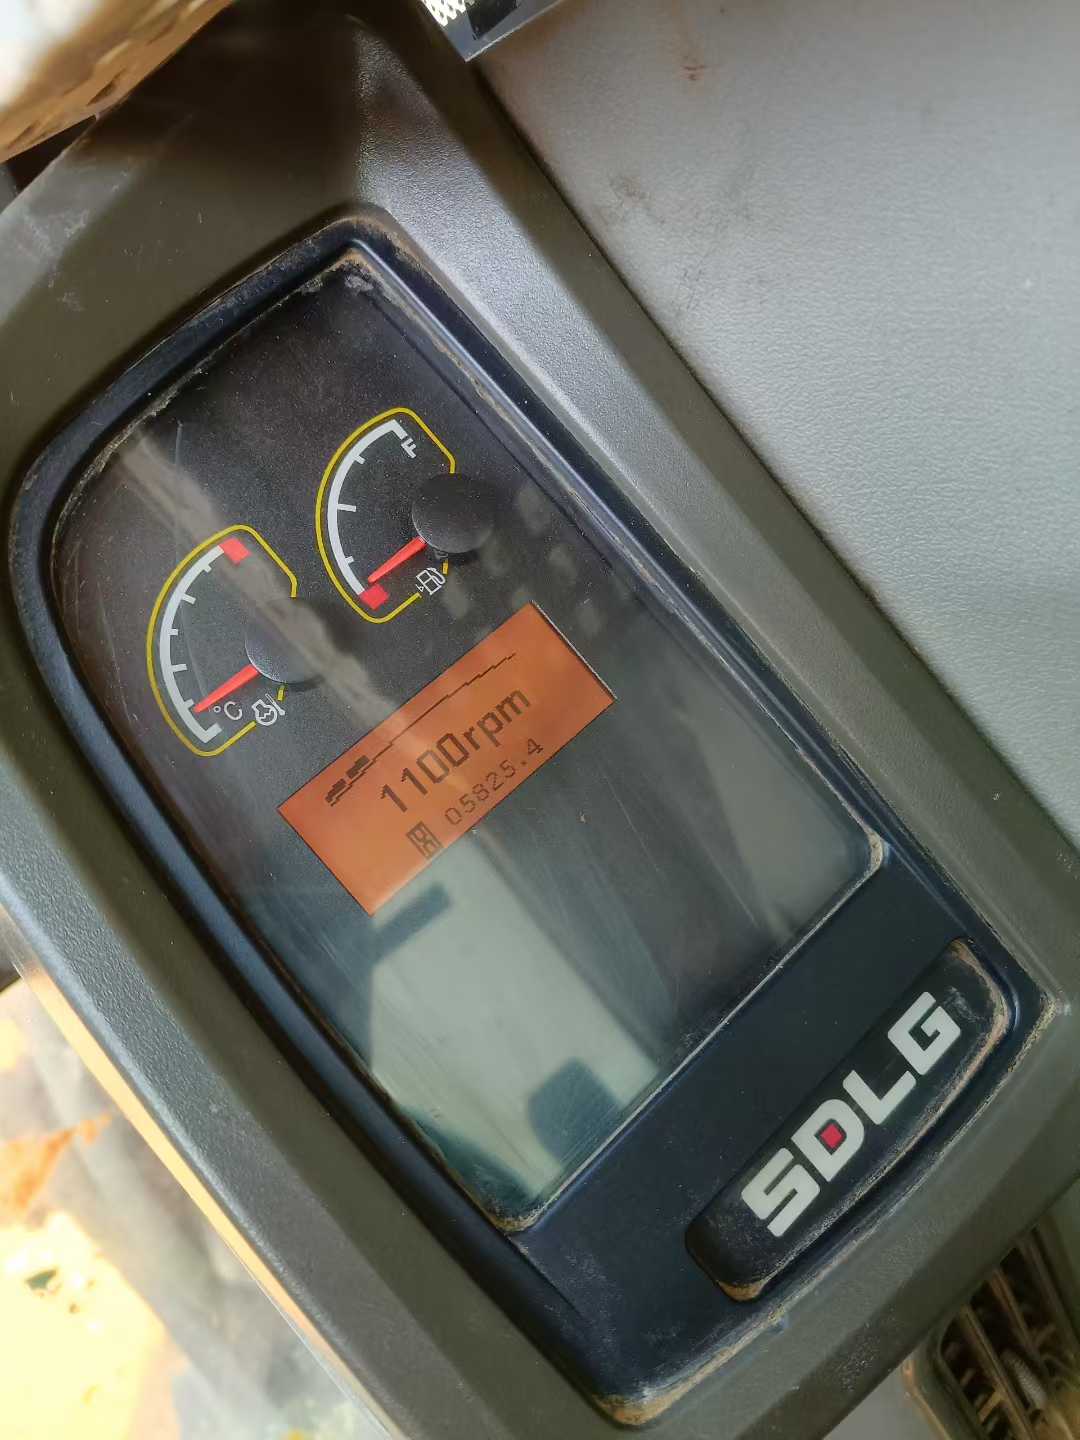 F
°C
1100rpm
05825.4
SDLG